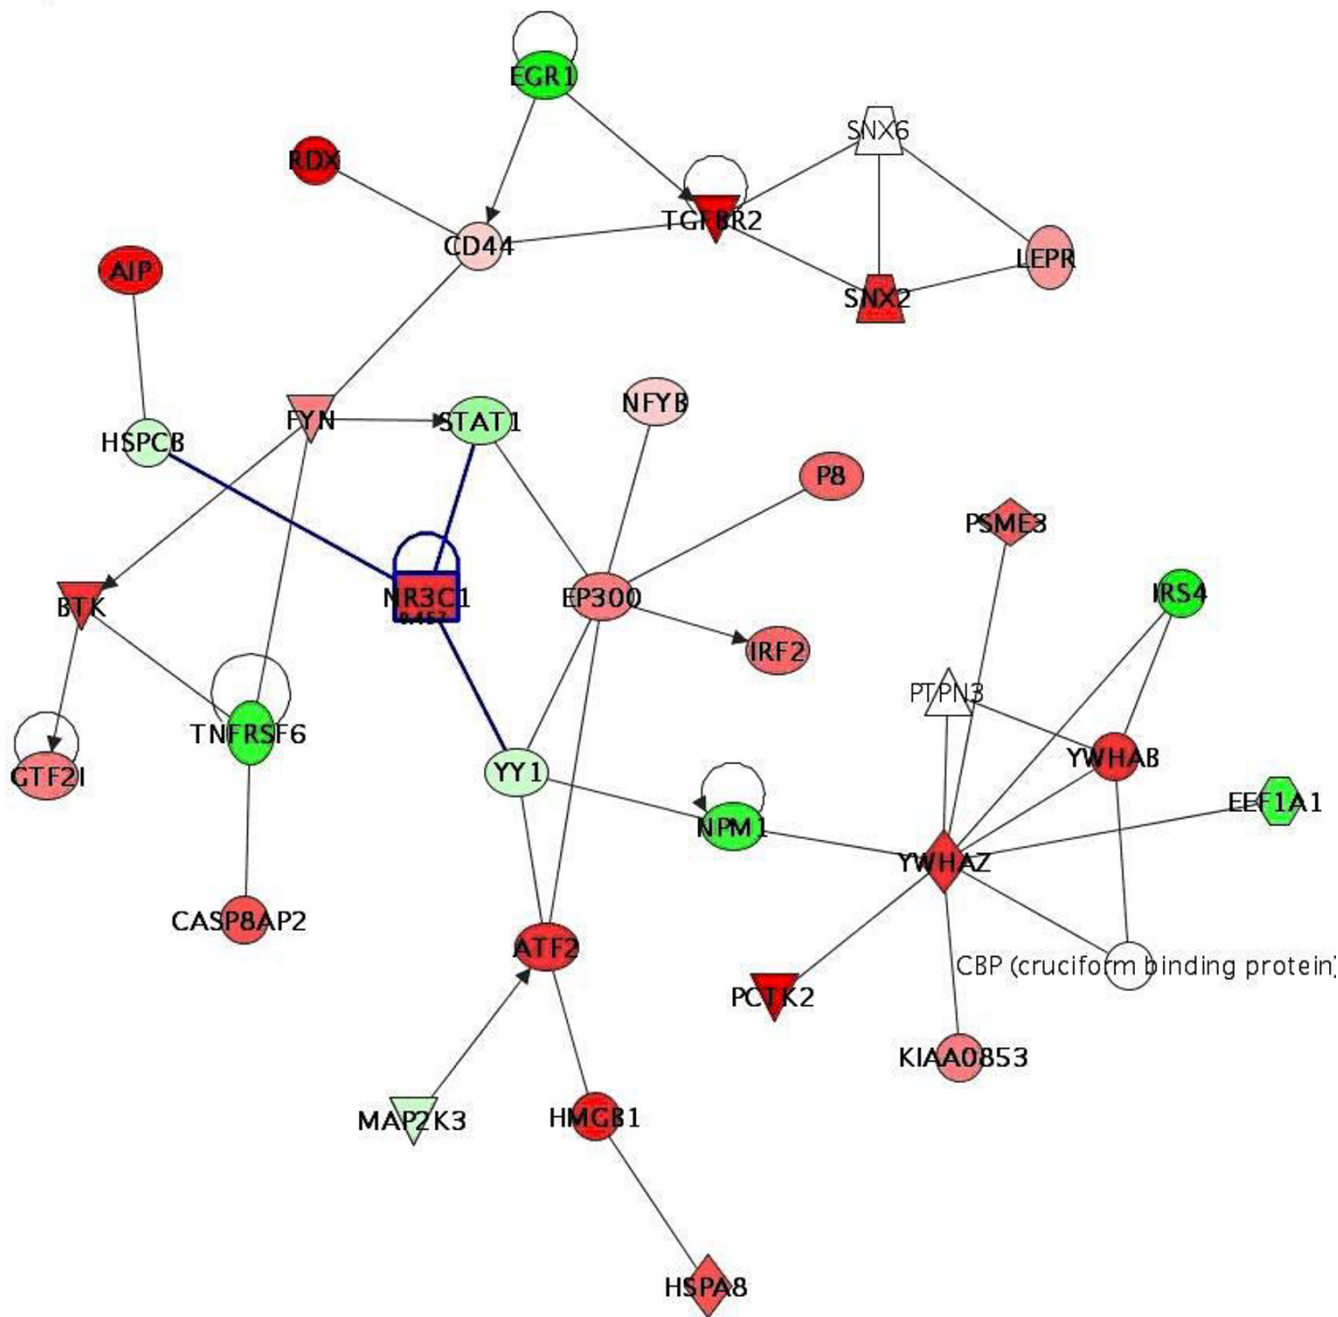 EGR1
SNX6
RDX
TGFBR2
CD44
LEPR
AIP
SNX2
NFYB
FYN
STAT1
HSPCB
P8
PSME3
NR3C1
0.457
EP300
IRS4
BTK
IRF2
PTPN3
TNFRSF6
YWHAB
GTF2I
YY1
EEF1A1
NPM1
YWHAZ
CASP8AP2
ATF2
CBP (cruciform binding protein)
PCTK2
KIAA0853
MAP2K3
HMGB1
HSPA8